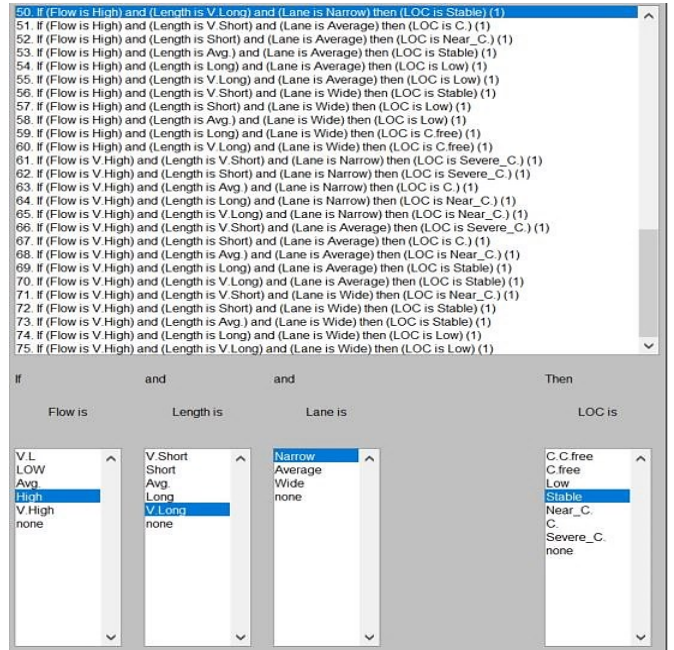 50. If (Flow is High) and (Length is V.Long) and (Lane is Narrow) then (LOC is Stable) (1)
51. If (Flow is High) and (Length is V.Short) and (Lane is Average) then (LOC is C.) (1)
52. If (Flow is High) and (Length is Short) and (Lane is Average) then (LOC is Near_C.) (1)
53. If (Flow is High) and (Length is Avg.) and (Lane is Average) then (LOC is Stable) (1)
54. If (Flow is High) and (Length is Long) and (Lane is Average) then (LOC is Low) (1)
55. If (Flow is High) and (Length is V.Long) and (Lane is Average) then (LOC is Low) (1)
56. If (Flow is High) and (Length is V.Short) and (Lane is Wide) then (LOC is Stable) (1)
57. If (Flow is High) and (Length is Short) and (Lane is Wide) then (LOC is Low) (1)
58. If (Flow is High) and (Length is Avg.) and (Lane is Wide) then (LOC is Low) (1)
59. If (Flow is High) and (Length is Long) and (Lane is Wide) then (LOC is C.free) (1)
60. If (Flow is High) and (Length is V.Long) and (Lane is Wide) then (LOC is C.free) (1)
61. If (Flow is V.High) and (Length is V.Short) and (Lane is Narrow) then (LOC is Severe_C.) (1)
62. If (Flow is V.High) and (Length is Short) and (Lane is Narrow) then (LOC is Severe_C.) (1)
63. If (Flow is V.High) and (Length is Avg.) and (Lane is Narrow) then (LOC is C.) (1)
64. If (Flow is V.High) and (Length is Long) and (Lane is Narrow) then (LOC is Near_C.) (1)
65. If (Flow is V.High) and (Length is V.Long) and (Lane is Narrow) then (LOC is Near_C.) (1)
66. If (Flow is V.High) and (Length is V.Short) and (Lane is Average) then (LOC is Severe_C.) (1)
67. If (Flow is V.High) and (Length is Short) and (Lane is Average) then (LOC is C.) (1)
68. If (Flow is V.High) and (Length is Avg.) and (Lane is Average) then (LOC is Near_C.) (1)
69. If (Flow is V.High) and (Length is Long) and (Lane is Average) then (LOC is Stable) (1)
70. If (Flow is V.High) and (Length is V.Long) and (Lane is Average) then (LOC is Stable) (1)
71. If (Flow is V.High) and (Length is V.Short) and (Lane is Wide) then (LOC is Near_C.) (1)
72. If (Flow is V.High) and (Length is Short) and (Lane is Wide) then (LOC is Stable) (1)
73. If (Flow is V.High) and (Length is Avg.) and (Lane is Wide) then (LOC is Stable) (1)
74. If (Flow is V.High) and (Length is Long) and (Lane is Wide) then (LOC is Low) (1)
75. If (Flow is V.High) and (Length is V.Long) and (Lane is Wide) then (LOC is Low) (1)
If and and Then
Flow is Length is Lane is LOC is
V.L
LOW
Avg.
High
V.High
none
V.Short
Short
Avg.
Long
V.Long
none
Narrow
Average
Wide
none
C.C.free
C.free
Low
Stable
Near_C.
C.
Severe_C.
none